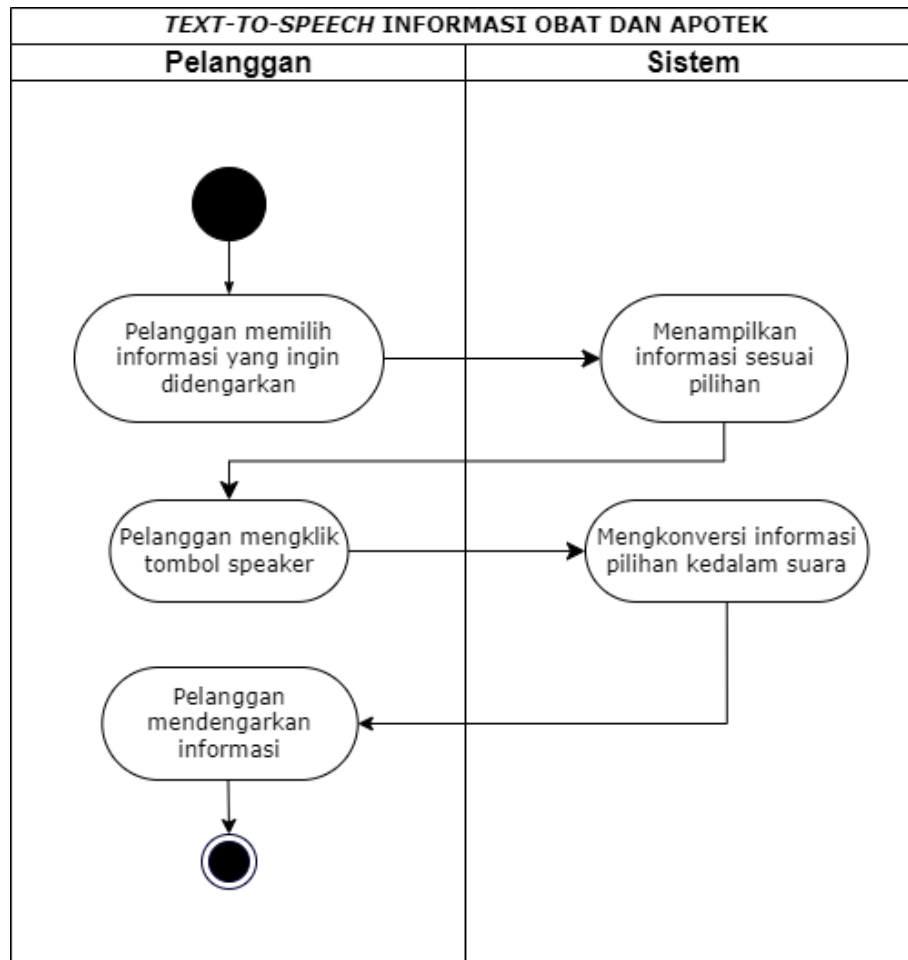 TEXT-TO-SPEECH INFORMASI OBAT DAN APOTEK
Pelanggan
Sistem
Pelanggan memilih
informasi yang ingin
didengarkan
Menampilkan
informasi sesuai
pilihan
Pelanggan mengklik
tombol speaker
Mengkonversi informasi
pilihan kedalam suara
Pelanggan
mendengarkan
informasi